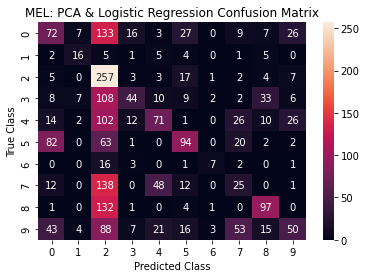 MEL: PCA & Logistic Regression Confusion Matrix
0 72 7 133 16 3 27 0 9 7 26
1 2 16 5 1 5 4 0 1 5 0
2 5 0 257 3 3 17 1 2 4 7
3 8 7 108 44 10 9 2 2 33 6
4 14 2 102 12 71 1 0 26 10 26
5 82 0 63 1 0 94 0 20 2 2
6 0 0 16 3 0 1 7 2 0 1
7 12 0 138 0 48 12 0 25 0 1
8 1 0 132 1 0 4 1 0 97 0
9 43 4 88 7 21 16 3 53 15 50
0 1 2 3 4 5 6 7 8 9
Predicted Class
True Class
250
200
150
100
50
0